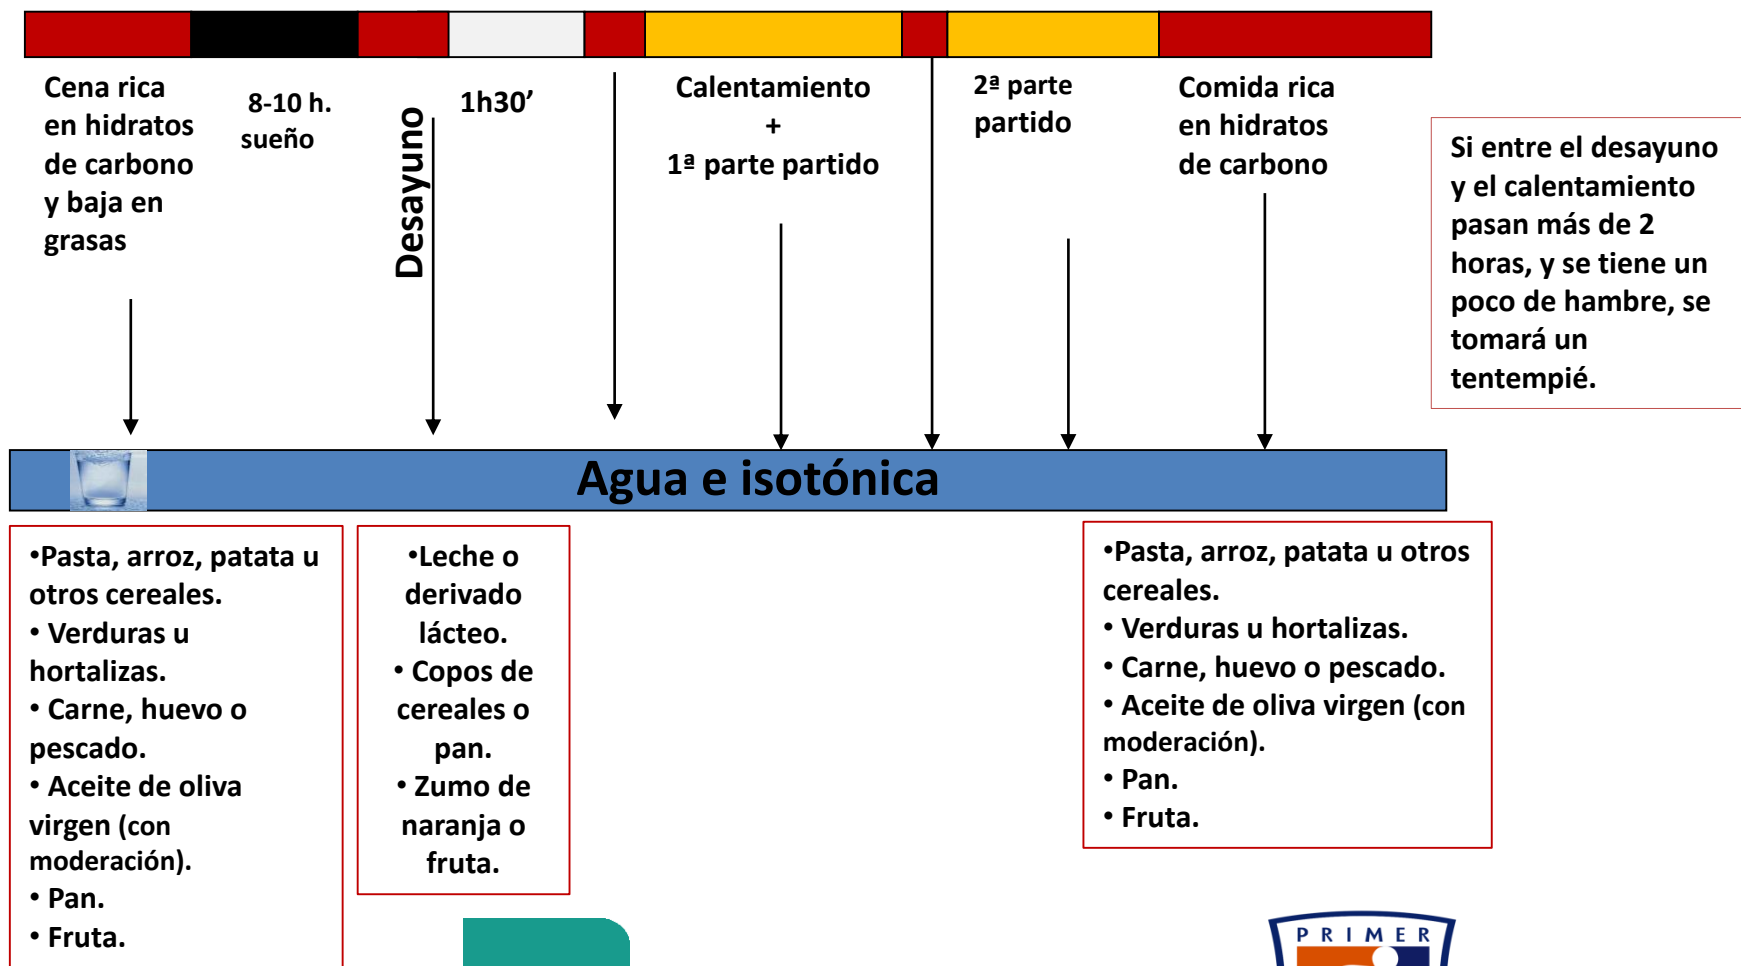 Cena rica
en hidratos
de carbono
y baja en
grasas
8-10 h.
sueño
Desayuno
1h30’
Calentamiento
+
1ª parte partido
2ª parte
partido
Comida rica
en hidratos
de carbono
Si entre el desayuno
y el calentamiento
pasan más de 2
horas, y se tiene un
poco de hambre, se
tomará un
tentempié.
Agua e isotónica
•Pasta, arroz, patata u
otros cereales.
• Verduras u
hortalizas.
• Carne, huevo o
pescado.
• Aceite de oliva
virgen (con
moderación).
• Pan.
• Fruta.
•Leche o
derivado
lácteo.
• Copos de
cereales o
pan.
• Zumo de
naranja o
fruta.
•Pasta, arroz, patata u otros
cereales.
• Verduras u hortalizas.
• Carne, huevo o pescado.
• Aceite de oliva virgen (con
moderación).
• Pan.
• Fruta.
PRIMER